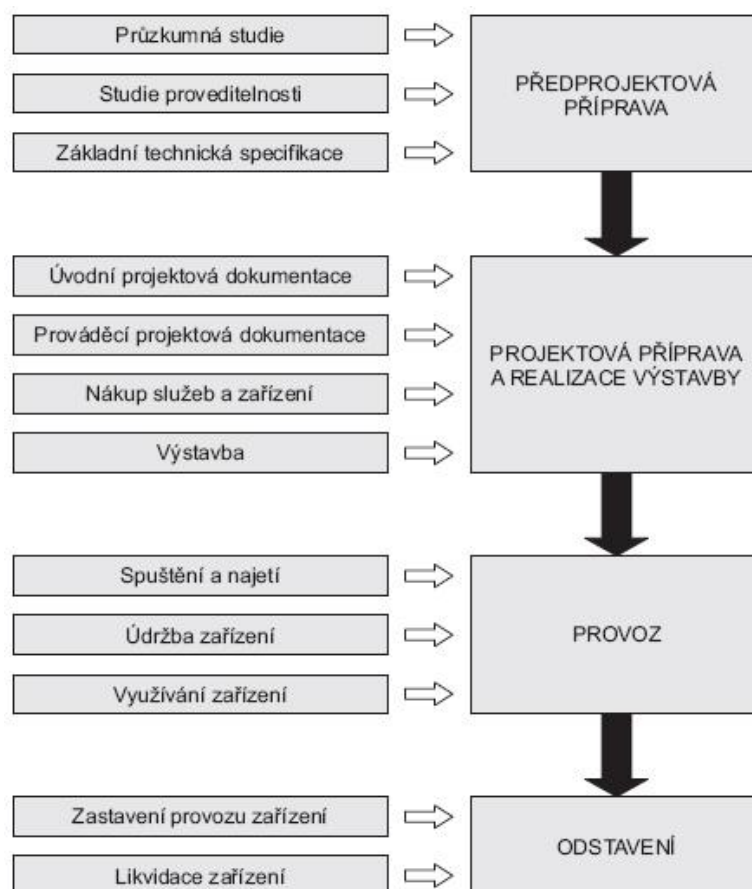 Průzkumná studie
Studie proveditelnosti
Základní technická specifikace
PŘEDPROJEKTOVÁ
PŘÍPRAVA
Úvodní projektová dokumentace
Prováděcí projektová dokumentace
Nákup služeb a zařízení
Výstavba
PROJEKTOVÁ PŘÍPRAVA
A REALIZACE VÝSTAVBY
Spuštění a najetí
Údržba zařízení
Využívání zařízení
PROVOZ
Zastavení provozu zařízení
Likvidace zařízení
ODSTAVENÍ